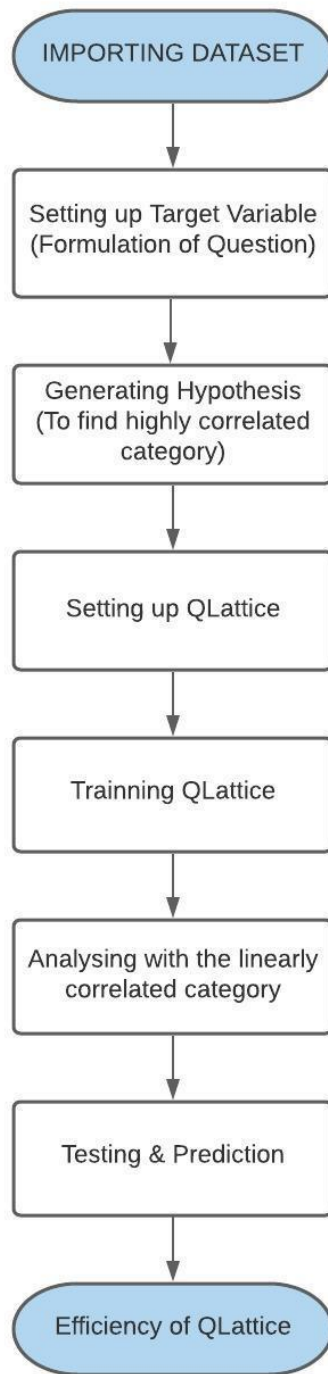 IMPORTING DATASET
Setting up Target Variable
(Formulation of Question)
Generating Hypothesis
(To find highly correlated
category)
Setting up QLattice
Trainning QLattice
Analysing with the linearly
correlated category
Testing & Prediction
Efficiency of QLattice